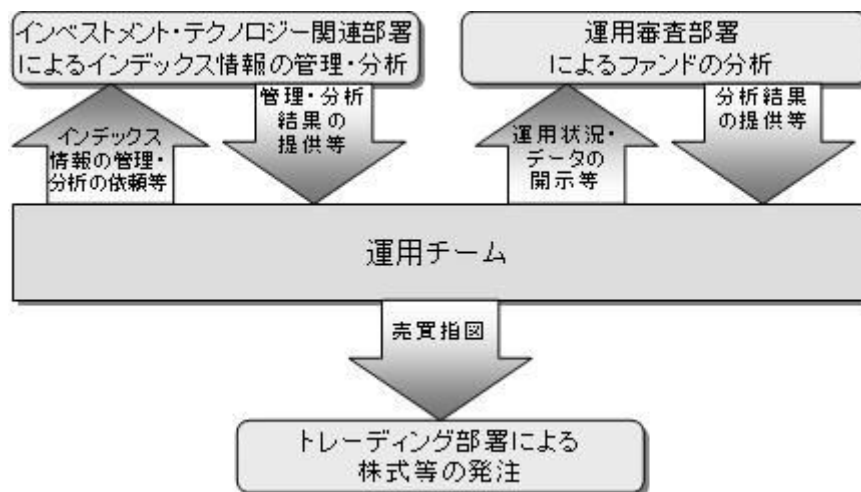 インベストメント・テクノロジー関連部署
によるインデックス情報の管理・分析
運用審査部署
によるファンドの分析
インデックス
情報の管理・
分析の依頼等
管理・分析
結果の
提供等
運用状況・
データの
開示等
分析結果
の提供等
運用チーム
売買指図
トレーディング部署による
株式等の発注